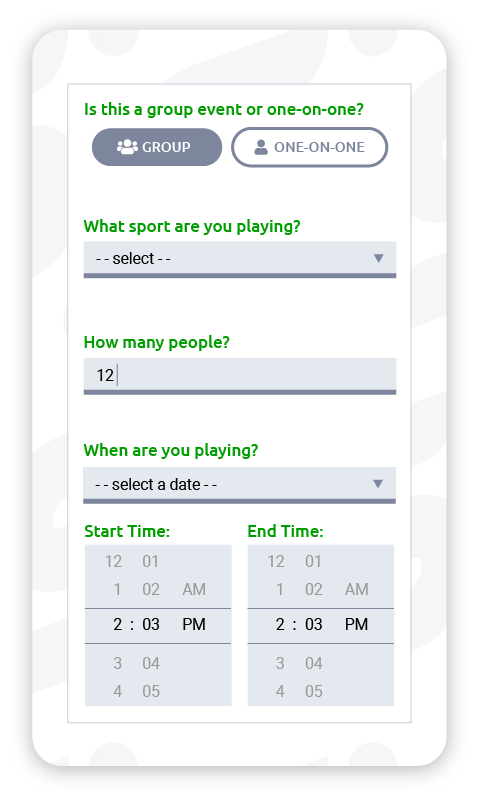 Is this a group event or one-on-one?
GROUP ONE-ON-ONE
What sport are you playing?
- - select - -
How many people?
12
When are you playing?
- - select a date - -
Start Time: End Time:
12 01 12 01
1 02 AM 1 02 AM
2 : 03 PM 2 : 03 PM
3 04 3 04
4 05 4 05